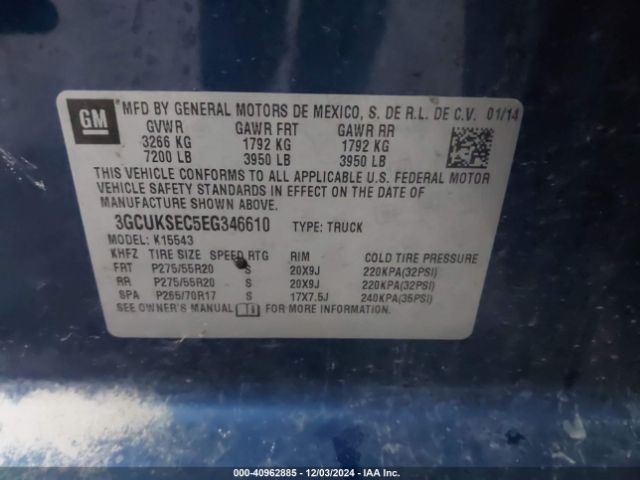 GM
MFD BY GENERAL MOTORS DE MEXICO, S. DE R.L. DE C.V. 01/14
GVWR GAWR FRT GAWR RR
3266 KG 1792 KG 1792 KG
7200 LB 3950 LB 3950 LB
THIS VEHICLE CONFORMS TO ALL APPLICABLE U.S. FEDERAL MOTOR
VEHICLE SAFETY STANDARDS IN EFFECT ON THE DATE OF
MANUFACTURE SHOWN ABOVE.
3GCUKSEC5EG346610 TYPE: TRUCK
MODEL: K15543
KHFZ TIRE SIZE SPEED RTG RIM COLD TIRE PRESSURE
FRT P275/55R20 S 20X9J 220KPA(32PSI)
RR P275/55R20 S 20X9J 220KPA(32PSI)
SPA P265/70R17 S 17X7.5J 240KPA(35PSI)
SEE OWNER'S MANUAL FOR MORE INFORMATION.
000-40962885 - 12/03/2024 - IAA Inc.